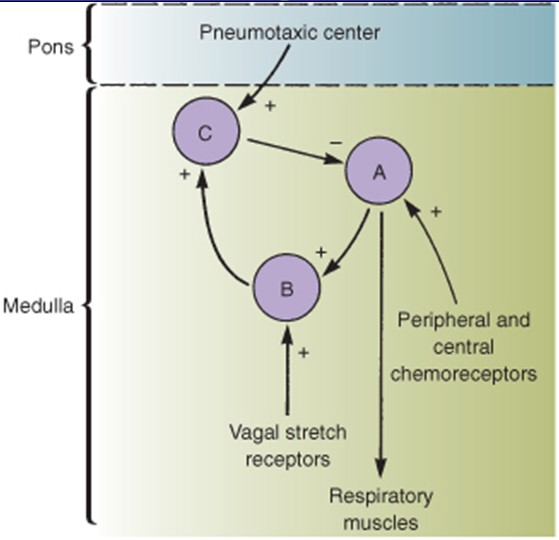 Pons
Pneumotaxic center
+
C
−
A
+
+
+
B
Medulla
Peripheral and
central
chemoreceptors
+
Vagal stretch
receptors
Respiratory
muscles